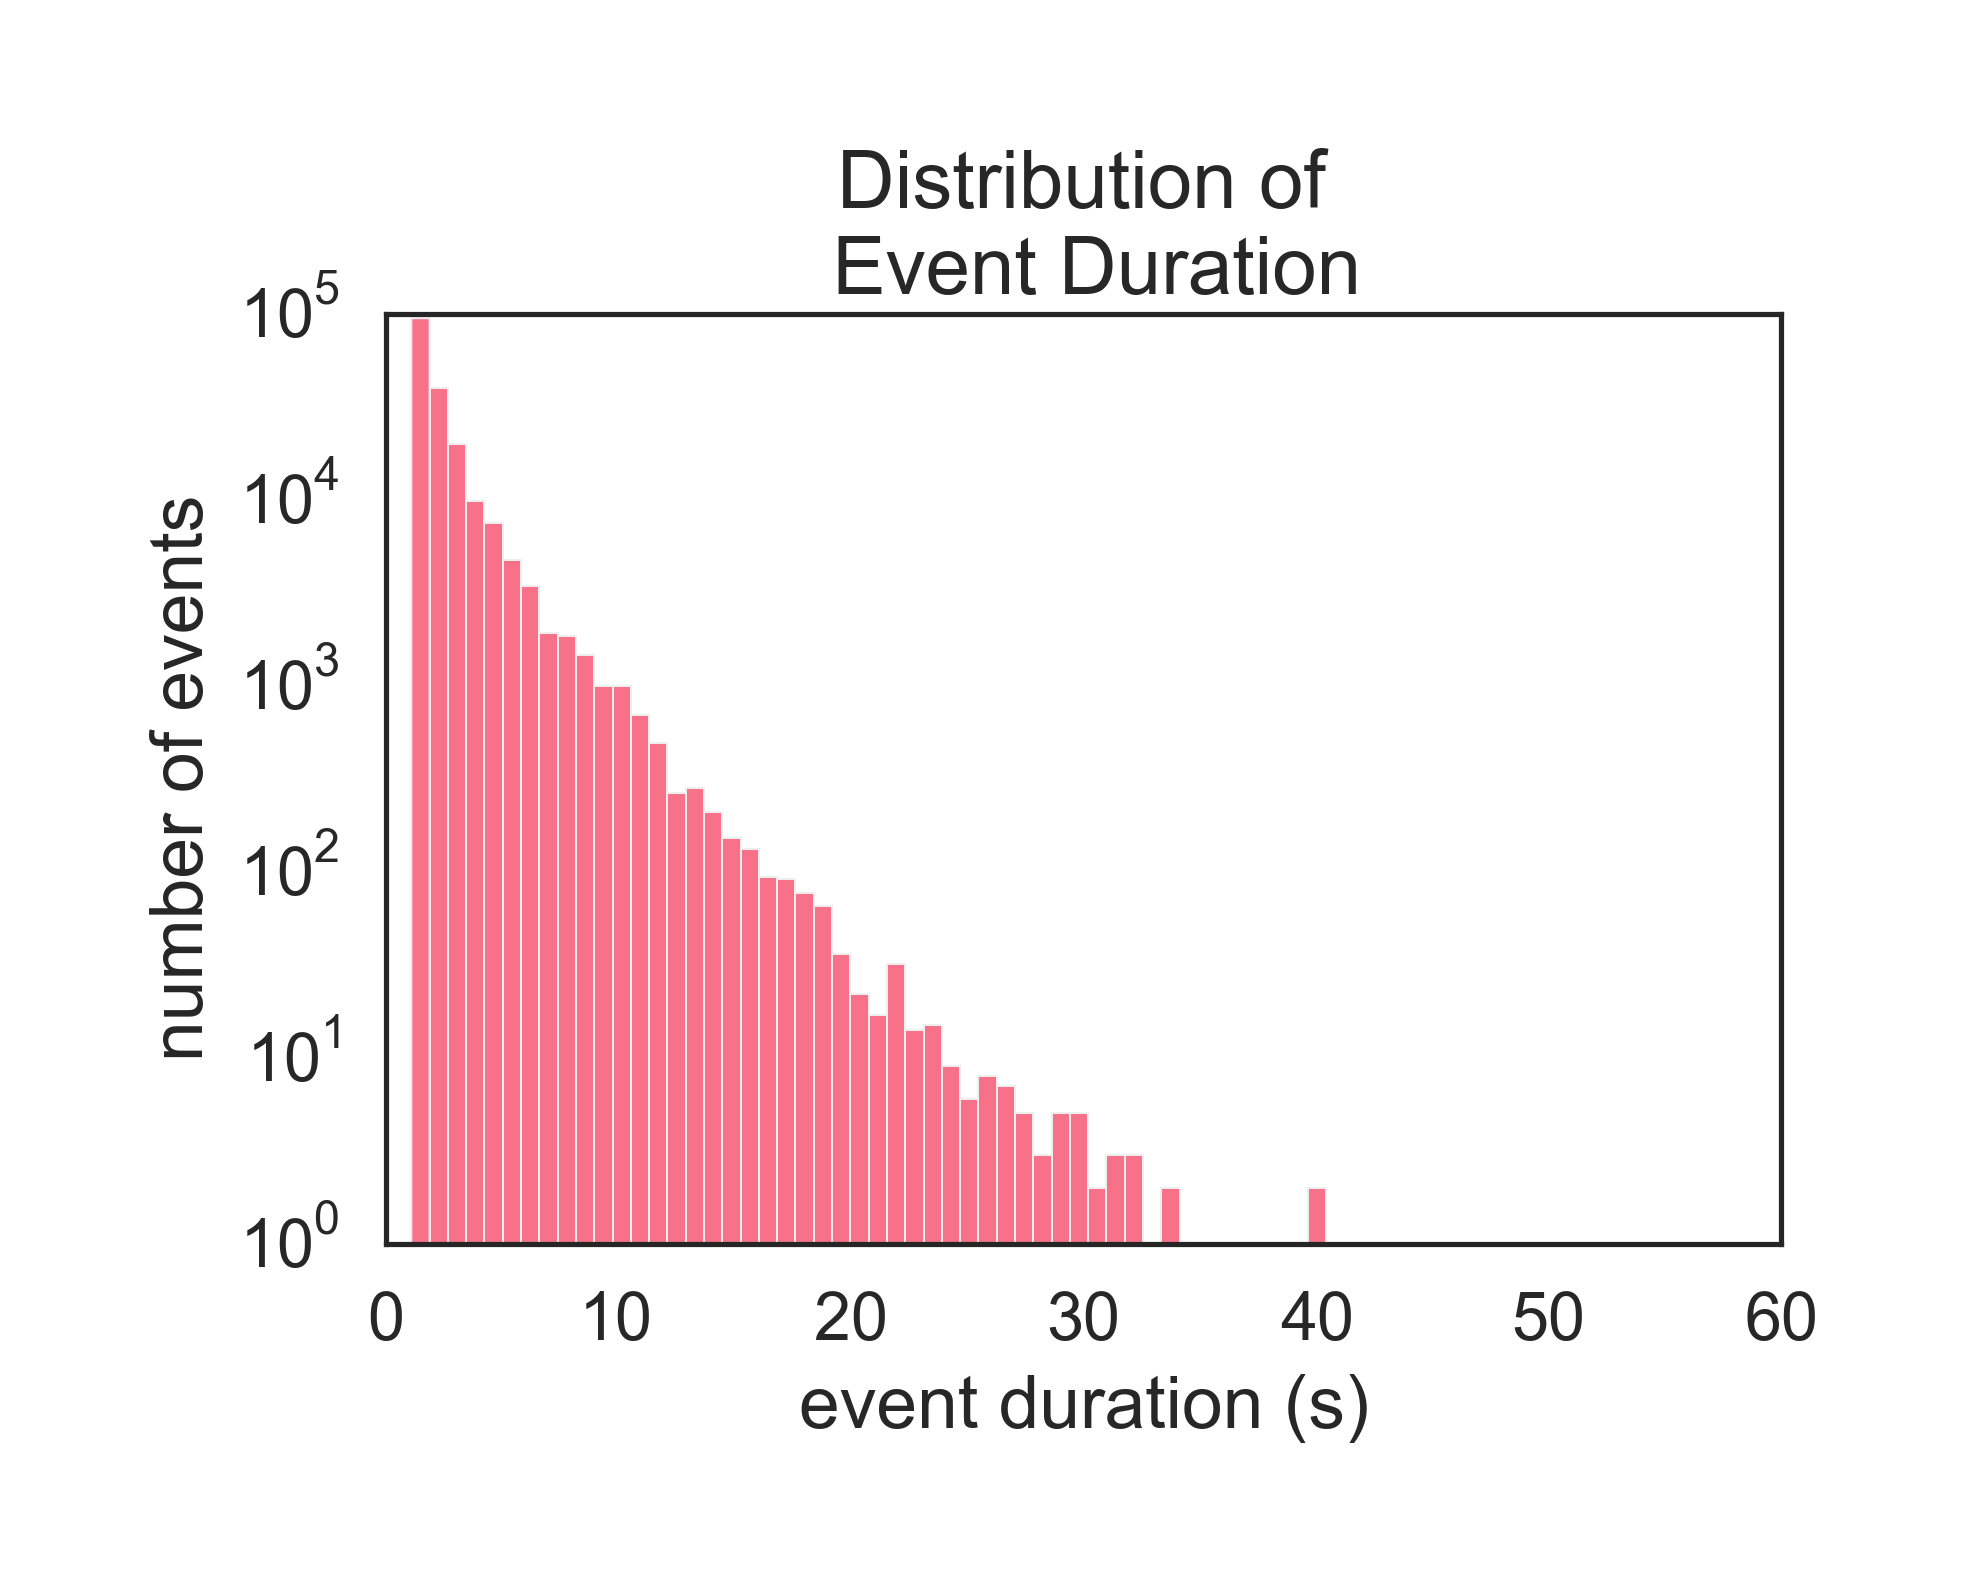 Distribution of
Event Duration
10^5
10^4
10^3
10^2
10^1
10^0
number of events
0 10 20 30 40 50 60
event duration (s)